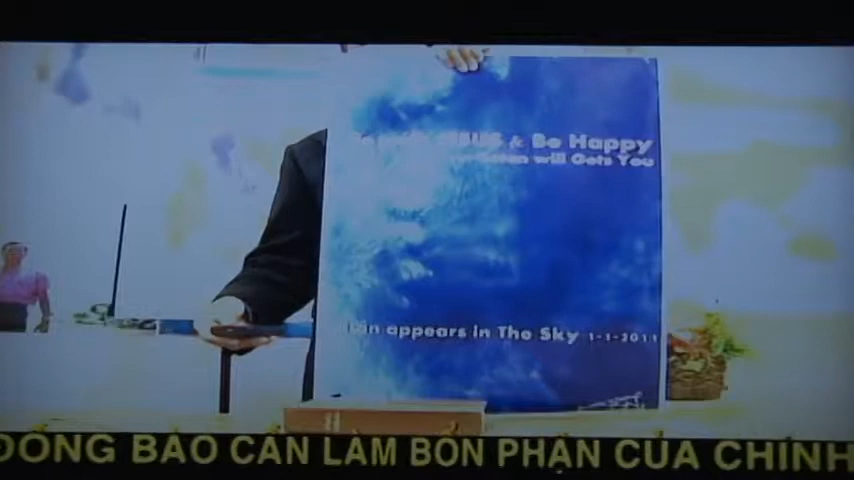 & Be Happy
will Gets You
appears in The Sky 1-1-2011
ĐỒNG BÀO CẦN LÀM BỔN PHẬN CỦA CHÍNH